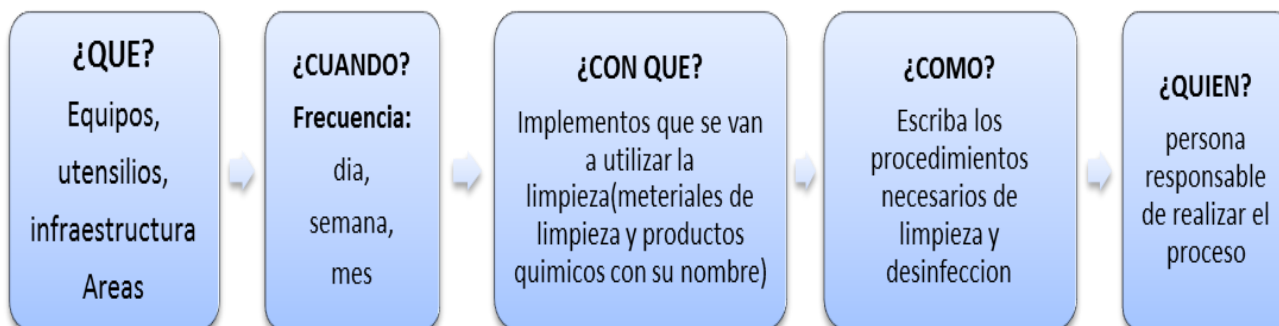 ¿QUE?
Equipos,
utensilios,
infraestructura
Areas
¿CUANDO?
Frecuencia:
dia,
semana,
mes
¿CON QUE?
Implementos que se van
a utilizar la
limpieza(meteriales de
limpieza y productos
quimicos con su nombre)
¿COMO?
Escriba los
procedimientos
necesarios de
limpieza y
desinfeccion
¿QUIEN?
persona
responsable
de realizar el
proceso